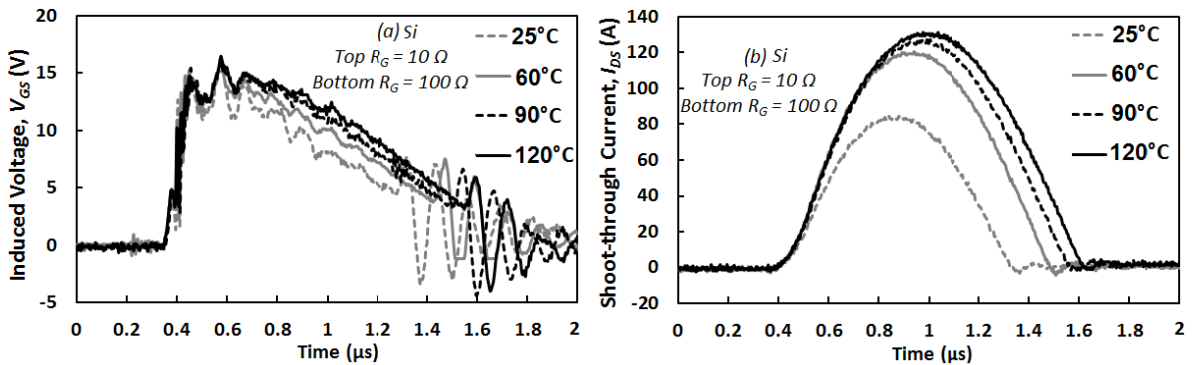 20
15
10
5
0
-5
Induced Voltage, VGS (V)
(a) Si
Top RG = 10 Ω
Bottom RG = 100 Ω
25°C
60°C
90°C
120°C
0 0.2 0.4 0.6 0.8 1 1.2 1.4 1.6 1.8 2
Time (µs)
140
120
100
80
60
40
20
0
-20
Shoot-through Current, IDS (A)
(b) Si
Top RG = 10 Ω
Bottom RG = 100 Ω
25°C
60°C
90°C
120°C
0 0.2 0.4 0.6 0.8 1 1.2 1.4 1.6 1.8 2
Time (µs)